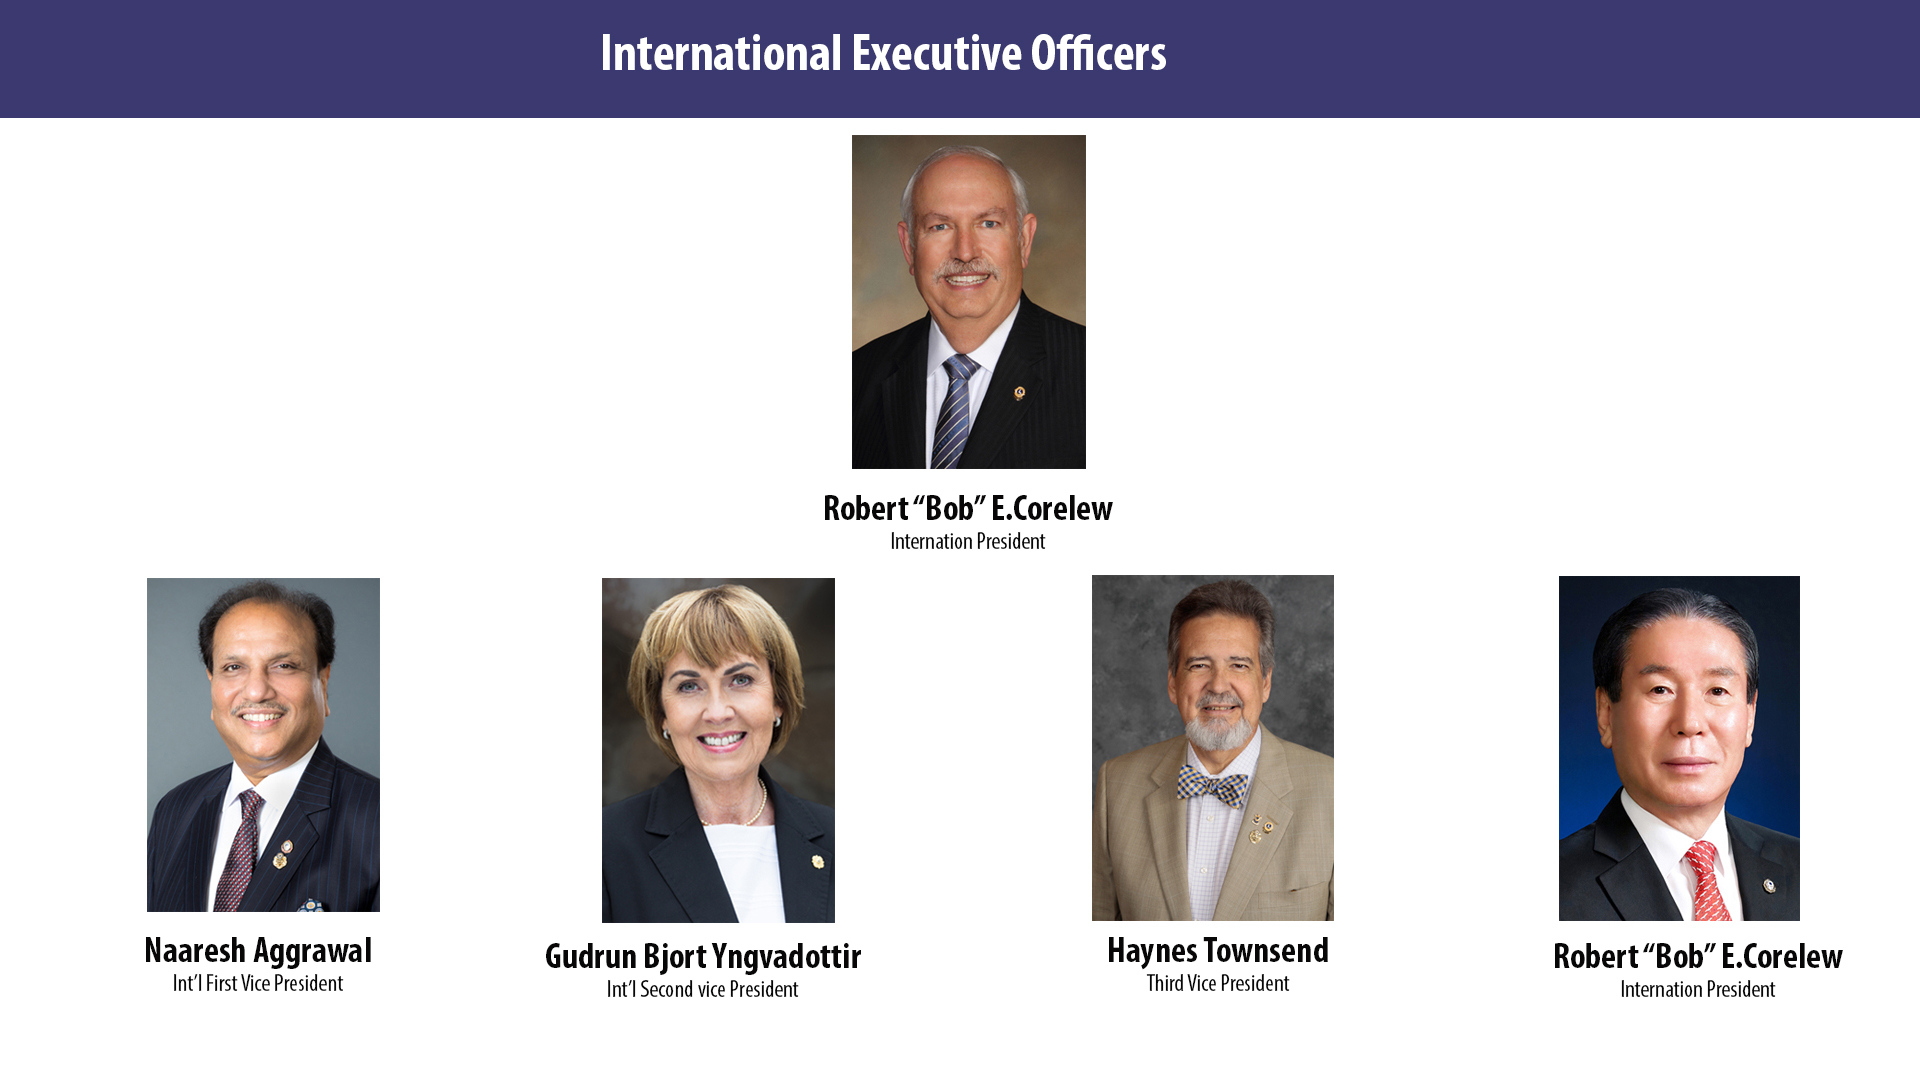 International Executive Officers
Robert “Bob” E.Corelew
Internation President
Naaresh Aggrawal
Int’l First Vice President
Gudrun Bjort Yngvadottir
Int’l Second vice President
Haynes Townsend
Third Vice President
Robert “Bob” E.Corelew
Internation President